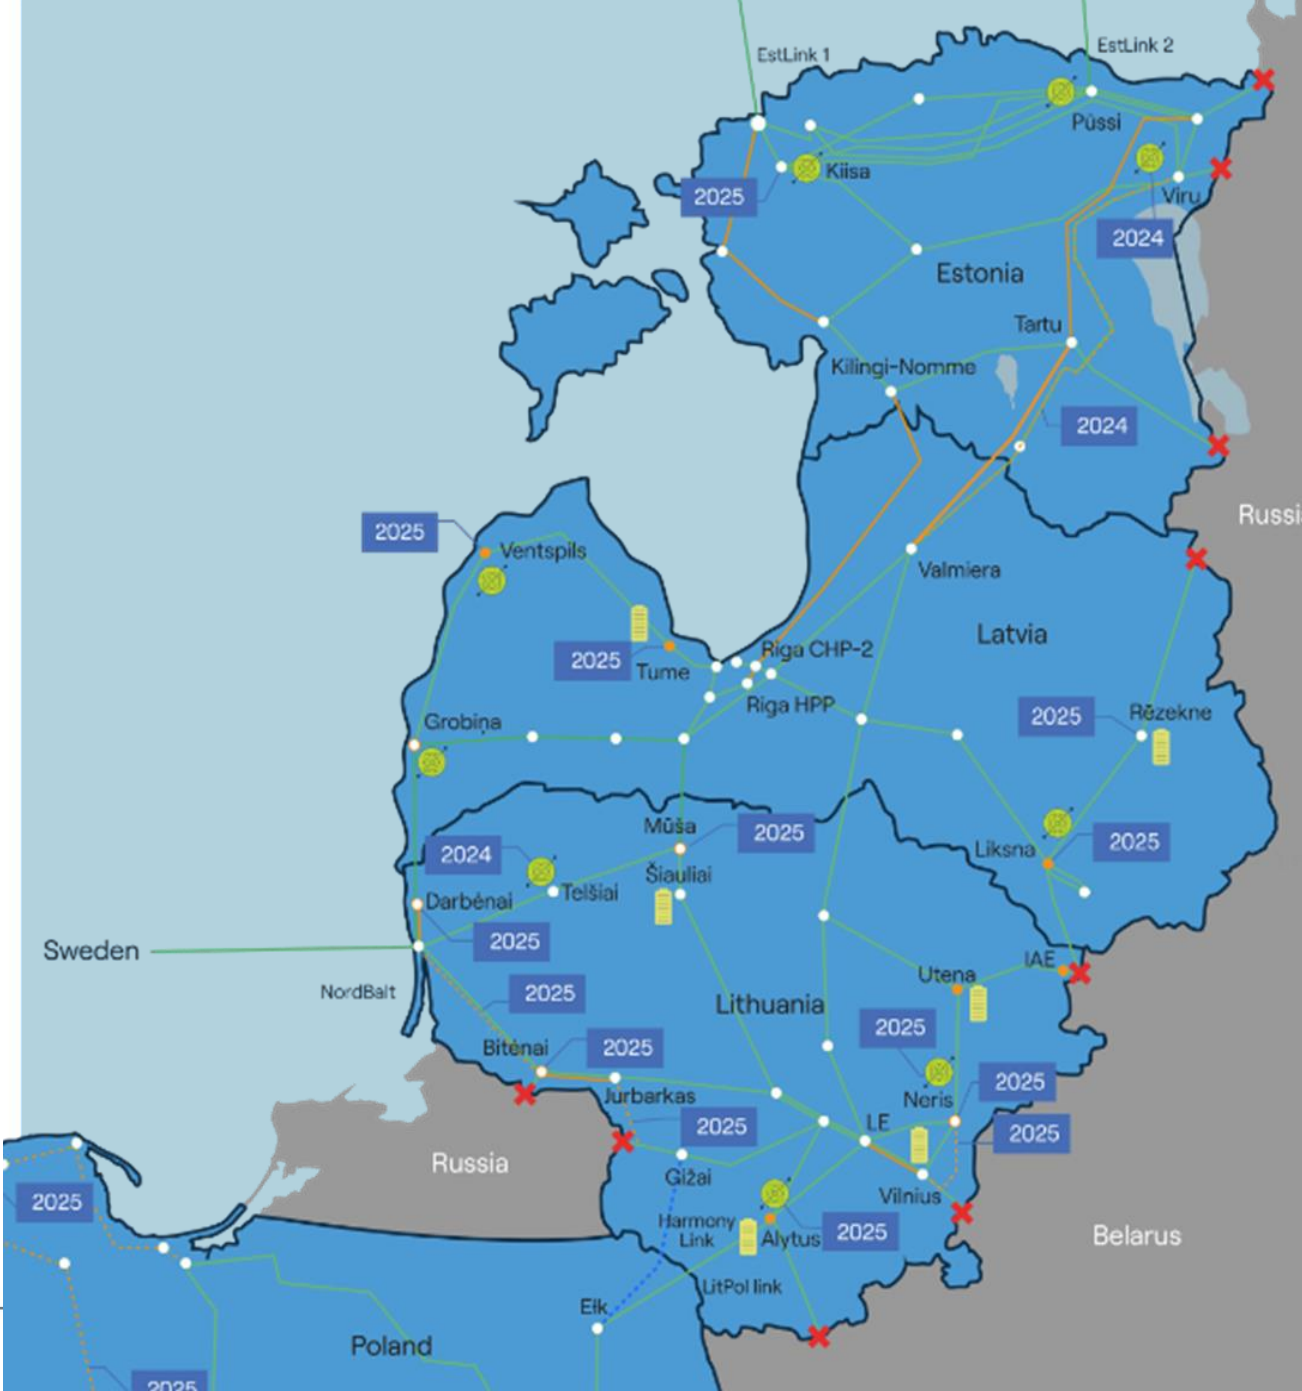 EstLink 1
EstLink 2
Püssi
Kiisa
2025
Viru
2024
Estonia
Tartu
Kilingi-Nomme
2024
Russi
2025
Ventspils
Valmiera
Latvia
Riga CHP-2
2025
Tume
Riga HPP
Grobiņa
2025
Rēzekne
Mūša
2025
2024
Šiauliai
Liksna
2025
Telšiai
Darbėnai
2025
Sweden
IAE
Utena
NordBalt
2025
Lithuania
2025
Bitėnai
2025
2025
Neris
Jurbarkas
2025
LE
2025
Russia
Gižai
Vilnius
2025
Harmony
Link
Alytus
2025
Belarus
LitPol link
Ełk
Poland
2025